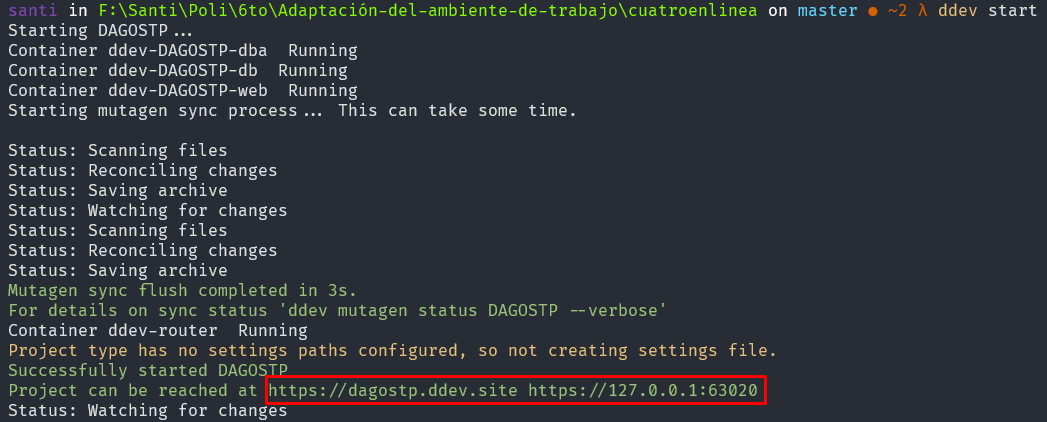 santi in F:\Santi\Poli\6to\Adaptación-del-ambiente-de-trabajo\cuatroenlinea on master ● ~2 λ ddev start
Starting DAGOSTP...
Container ddev-DAGOSTP-dba  Running
Container ddev-DAGOSTP-db  Running
Container ddev-DAGOSTP-web  Running
Starting mutagen sync process... This can take some time.
Status: Scanning files
Status: Reconciling changes
Status: Saving archive
Status: Watching for changes
Status: Scanning files
Status: Reconciling changes
Status: Saving archive
Mutagen sync flush completed in 3s.
For details on sync status 'ddev mutagen status DAGOSTP --verbose'
Container ddev-router  Running
Project type has no settings paths configured, so not creating settings file.
Successfully started DAGOSTP
Project can be reached at https://dagostp.ddev.site https://127.0.0.1:63020
Status: Watching for changes